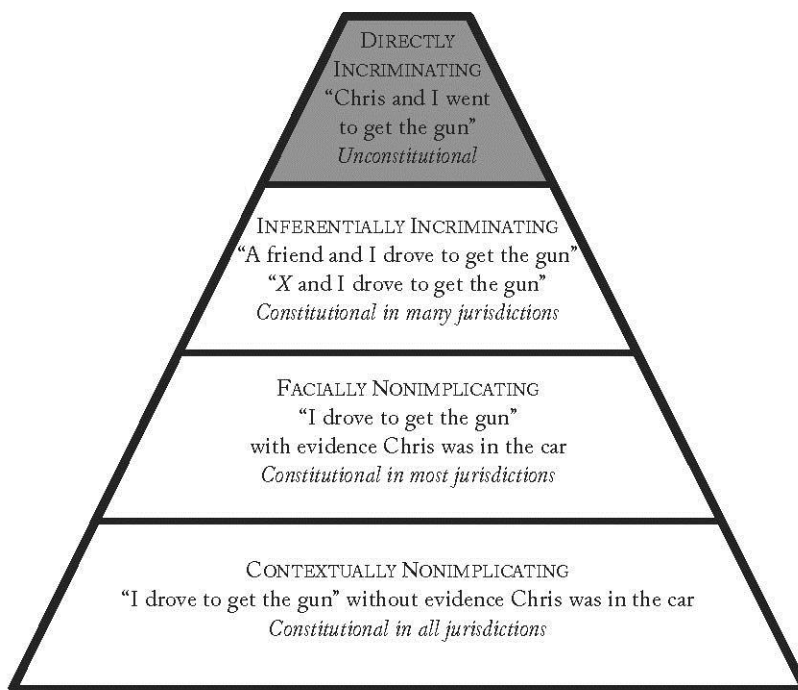 DIRECTLY
INCRIMINATING
“Chris and I went
to get the gun”
Unconstitutional
INFERENTIALLY INCRIMINATING
“A friend and I drove to get the gun”
“X and I drove to get the gun”
Constitutional in many jurisdictions
FACIALLY NONIMPLICATING
“I drove to get the gun”
with evidence Chris was in the car
Constitutional in most jurisdictions
CONTEXTUALLY NONIMPLICATING
“I drove to get the gun” without evidence Chris was in the car
Constitutional in all jurisdictions